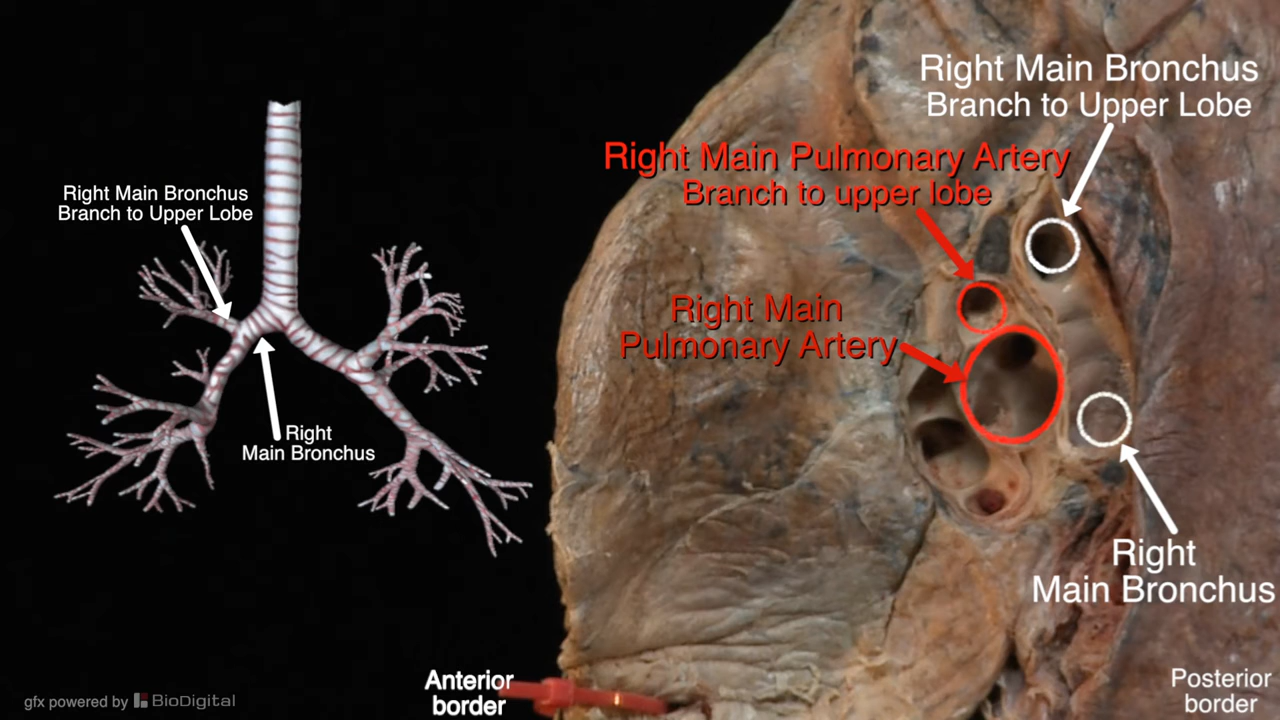 Right Main Bronchus
Branch to Upper Lobe
Right Main Pulmonary Artery
Branch to upper lobe
Right Main Bronchus
Branch to Upper Lobe
Right Main
Pulmonary Artery
Right
Main Bronchus
Right
Main Bronchus
Anterior
border
Posterior
border
gfx powered by BioDigital